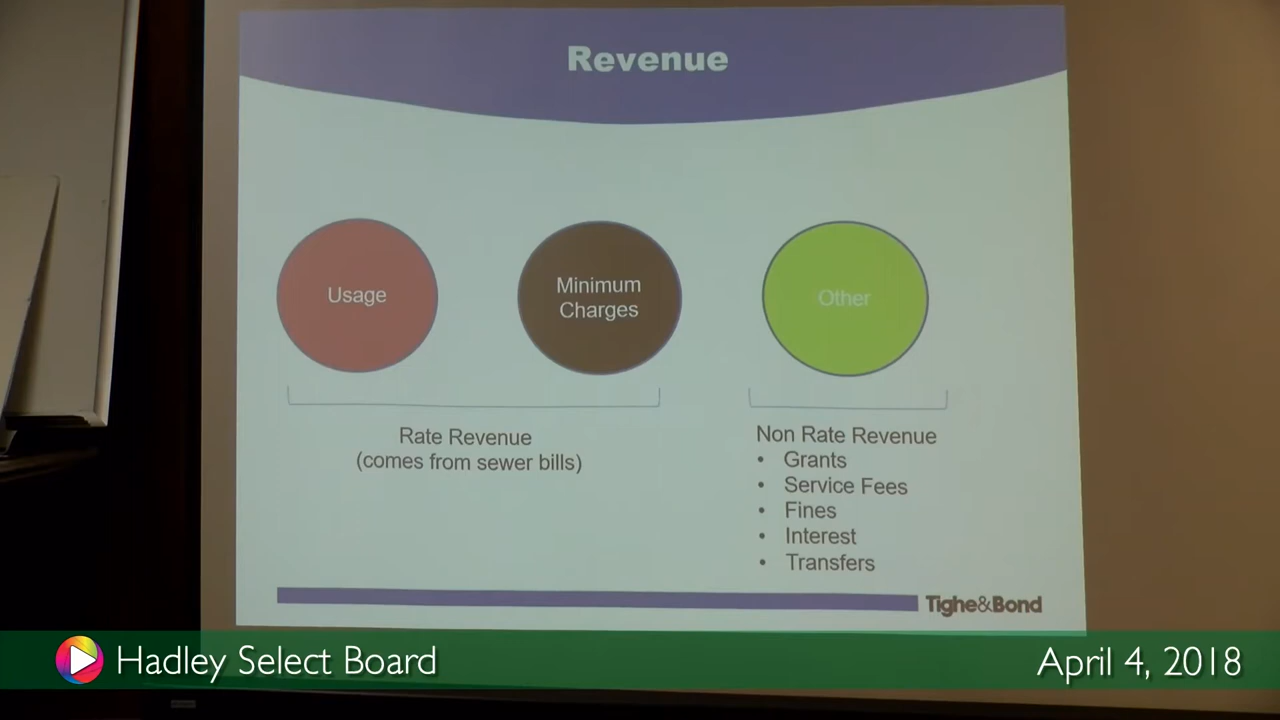 Revenue
Usage
Minimum
Charges
Other
Rate Revenue
(comes from sewer bills)
Non Rate Revenue
• Grants
• Service Fees
• Fines
• Interest
• Transfers
Tighe&Bond
Hadley Select Board
April 4, 2018